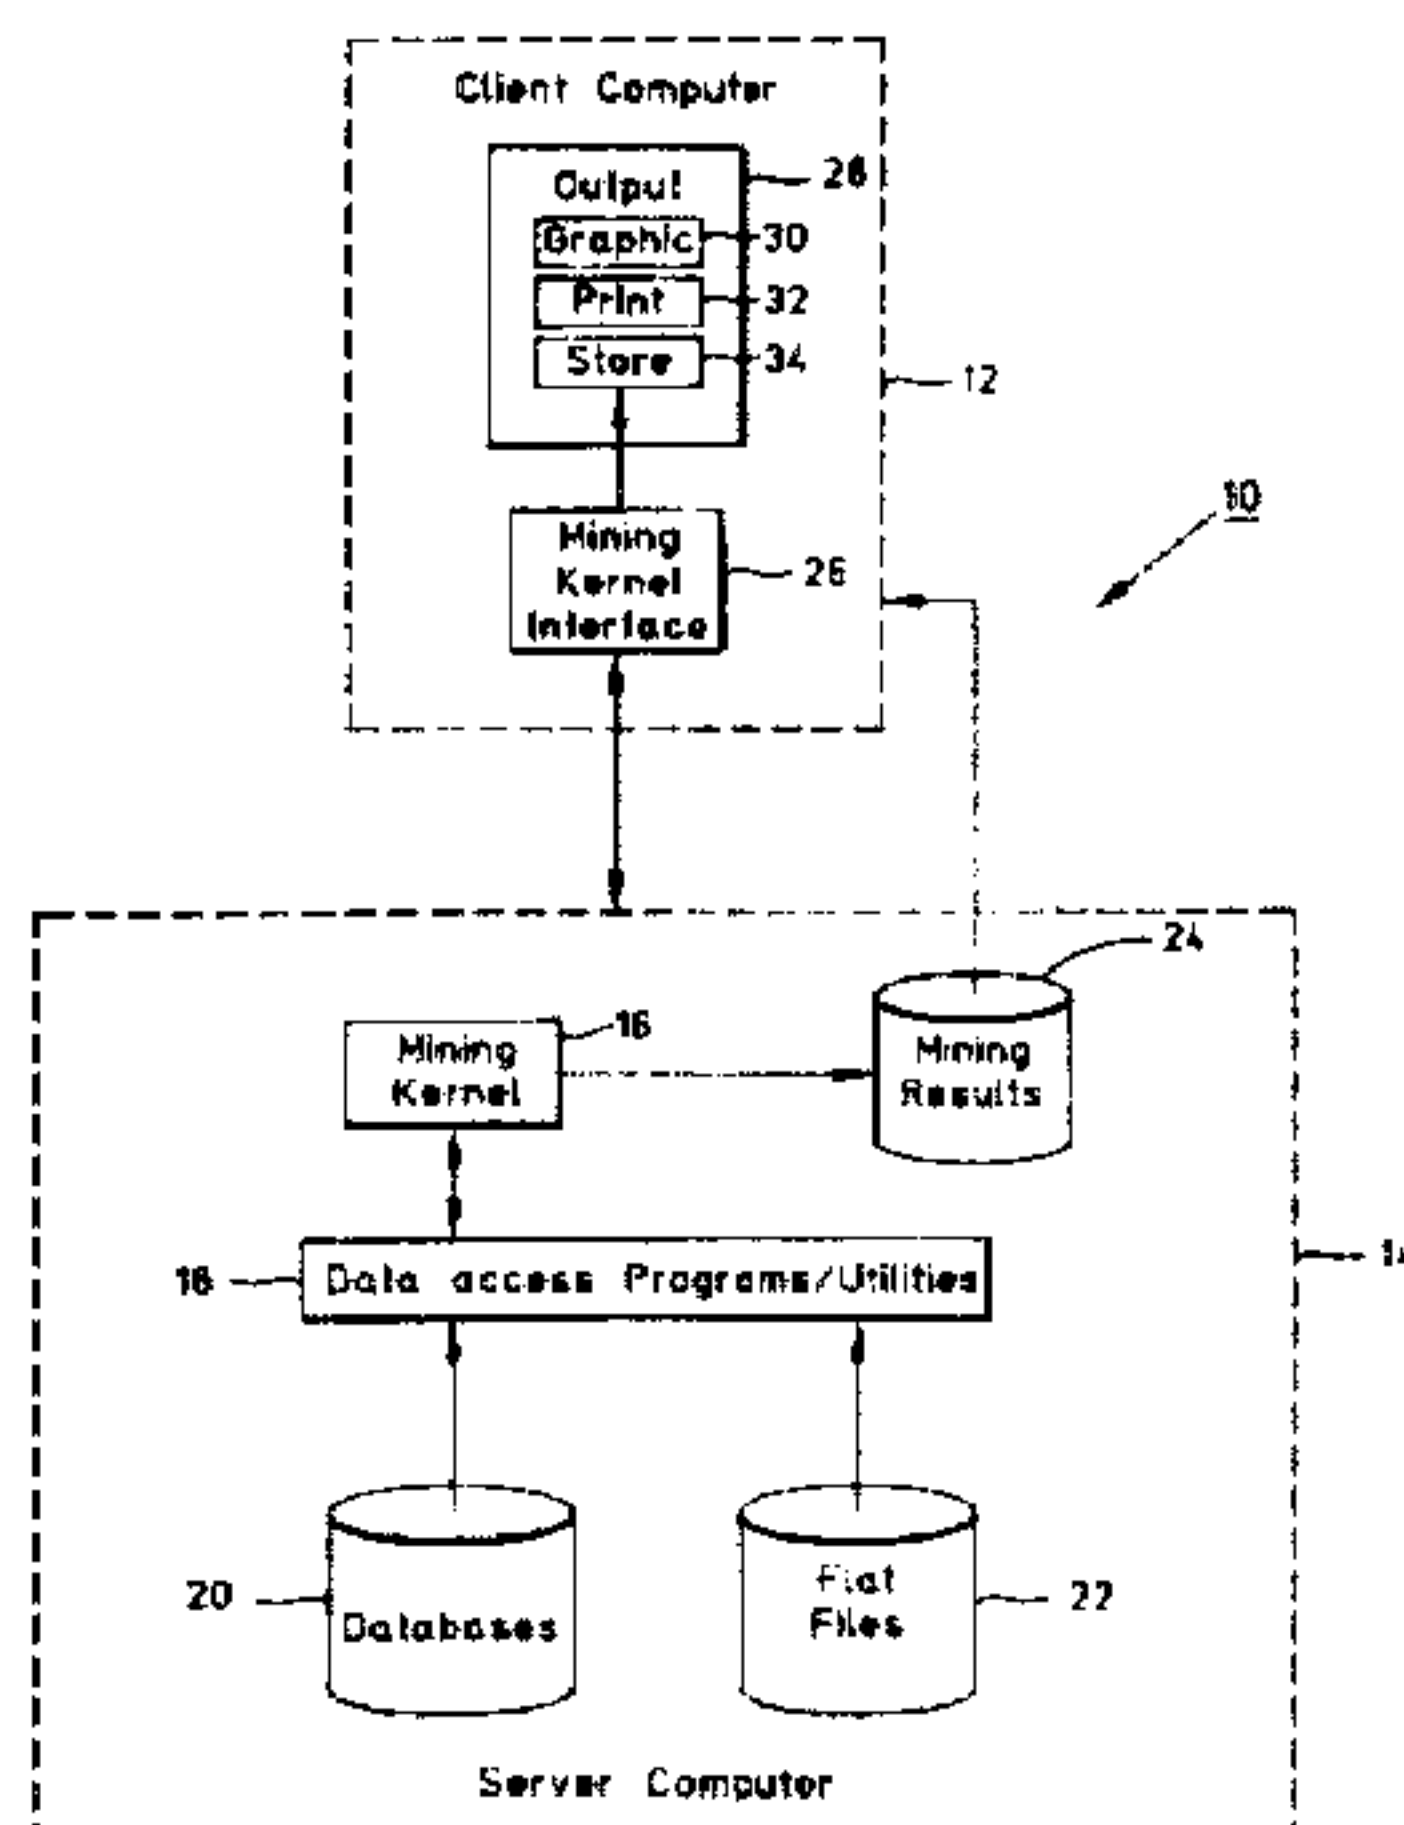 Client Computer
Output
28
Graphic
30
Print
32
Store
34
12
10
Mining
Kernel
Interface
26
24
16
Mining
Kernel
Mining
Results
18
Data access Programs/Utilities
20
Databases
Flat
Files
22
Server Computer